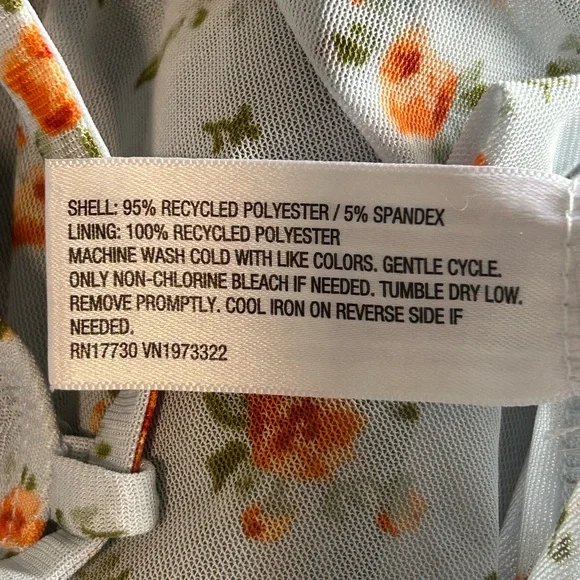 SHELL: 95% RECYCLED POLYESTER / 5% SPANDEX
LINING: 100% RECYCLED POLYESTER
MACHINE WASH COLD WITH LIKE COLORS. GENTLE CYCLE.
ONLY NON-CHLORINE BLEACH IF NEEDED. TUMBLE DRY LOW.
REMOVE PROMPTLY. COOL IRON ON REVERSE SIDE IF
NEEDED.
RN17730 VN1973322